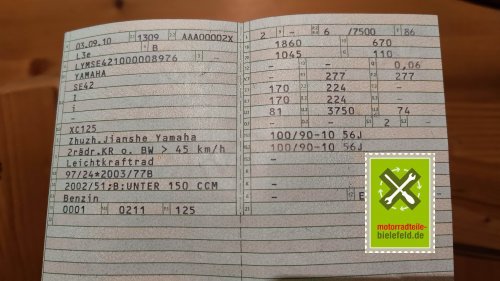 03.09.10 1309 AAA00002X
L3e B
LYMSE421000008976 -
YAMAHA
SE42
I
-
XC125
Zhuzh.Jianshe Yamaha
2rädr.KR o. BW > 45 km/h
Leichtkraftrad
97/24*2003/77B
2002/51;B;UNTER 150 CCM
Benzin
0001 0211 125
2 - 6 /7500 86
1860 670
1045 110
- - 0,06
- 277 277
170 224 -
170 224 -
81 3750 74
- - - 2 -
100/90-10 56J
100/90-10 56J
-
- -
E
motorradteile-
bielefeld.de